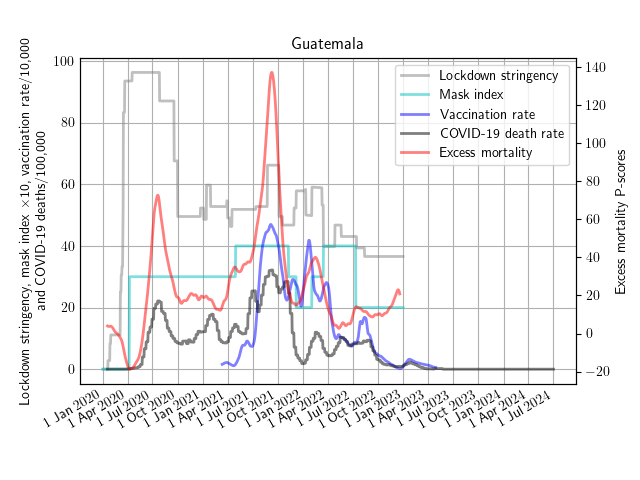 Guatemala
Lockdown stringency, mask index ×10, vaccination rate/10,000
and COVID-19 deaths/100,000
100
80
60
40
20
0
Lockdown stringency
Mask index
Vaccination rate
COVID-19 death rate
Excess mortality
140
120
100
80
60
40
20
0
−20
Excess mortality P-scores
1 Jan 2020
1 Apr 2020
1 Jul 2020
1 Oct 2020
1 Jan 2021
1 Apr 2021
1 Jul 2021
1 Oct 2021
1 Jan 2022
1 Apr 2022
1 Jul 2022
1 Oct 2022
1 Jan 2023
1 Apr 2023
1 Jul 2023
1 Oct 2023
1 Jan 2024
1 Apr 2024
1 Jul 2024